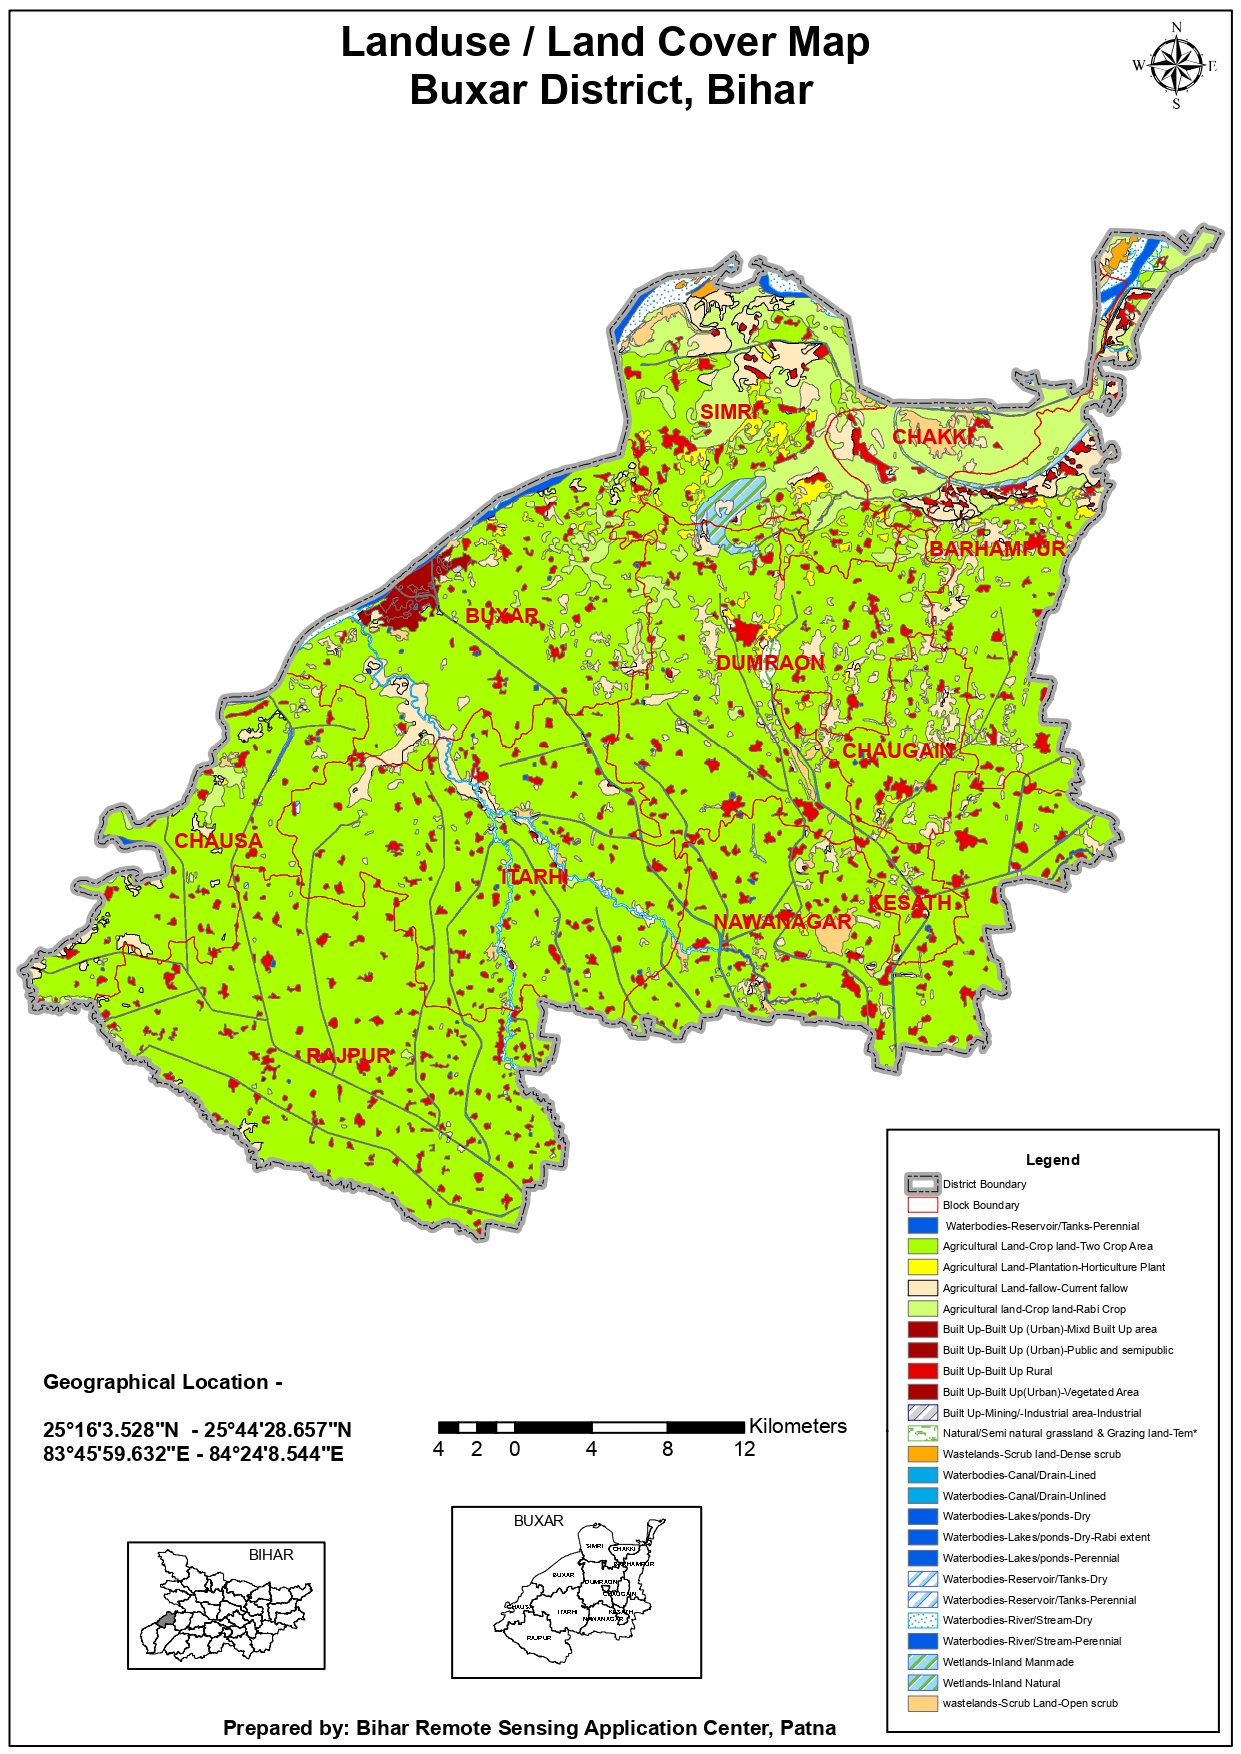 Landuse / Land Cover Map
Buxar District, Bihar
N
W E
S
SIMRI
CHAKKI
BARHAMPUR
BUXAR
DUMRAON
CHAUGAIN
CHAUSA
ITARHI
KESATH
NAWANAGAR
RAJPUR
Legend
District Boundary
Block Boundary
Waterbodies-Reservoir/Tanks-Perennial
Agricultural Land-Crop land-Two Crop Area
Agricultural Land-Plantation-Horticulture Plant
Agricultural Land-fallow-Current fallow
Agricultural land-Crop land-Rabi Crop
Built Up-Built Up (Urban)-Mixd Built Up area
Built Up-Built Up (Urban)-Public and semipublic
Built Up-Built Up Rural
Built Up-Built Up(Urban)-Vegetated Area
Built Up-Mining/-Industrial area-Industrial
Natural/Semi natural grassland & Grazing land-Tem*
Wastelands-Scrub land-Dense scrub
Waterbodies-Canal/Drain-Lined
Waterbodies-Canal/Drain-Unlined
Waterbodies-Lakes/ponds-Dry
Waterbodies-Lakes/ponds-Dry-Rabi extent
Waterbodies-Lakes/ponds-Perennial
Waterbodies-Reservoir/Tanks-Dry
Waterbodies-Reservoir/Tanks-Perennial
Waterbodies-River/Stream-Dry
Waterbodies-River/Stream-Perennial
Wetlands-Inland Manmade
Wetlands-Inland Natural
wastelands-Scrub Land-Open scrub
Geographical Location -
25°16'3.528"N - 25°44'28.657"N
83°45'59.632"E - 84°24'8.544"E
Kilometers
4 2 0 4 8 12
BIHAR
BUXAR
SIMRI
CHAKKI
BARHAMPUR
BUXAR
DUMRAON
CHAUGAIN
CHAUSA
ITARHI
KESATH
NAWANAGAR
RAJPUR
Prepared by: Bihar Remote Sensing Application Center, Patna